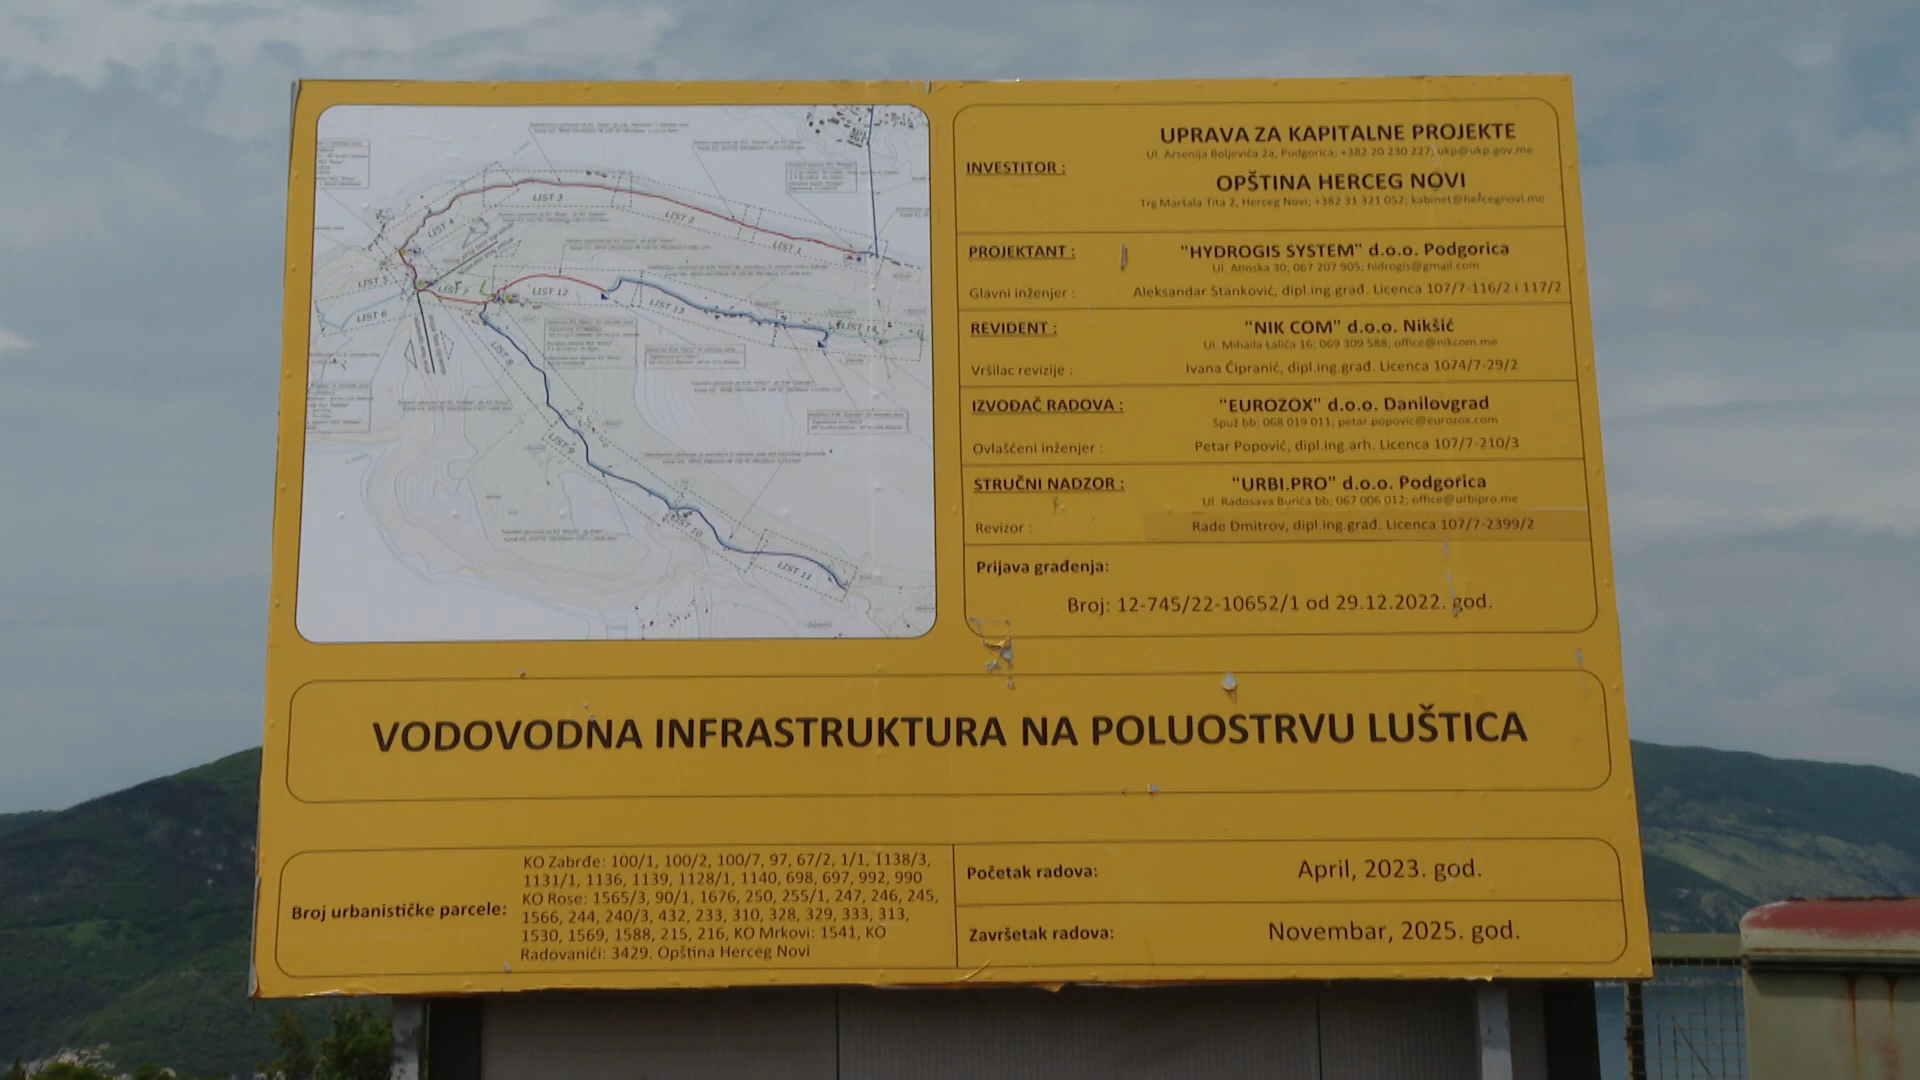 LIST 1
LIST 2
LIST 3
LIST 4
LIST 5
LIST 6
LIST 7
LIST 8
LIST 9
LIST 10
LIST 11
LIST 12
LIST 13
LIST 14
INVESTITOR :
UPRAVA ZA KAPITALNE PROJEKTE
Ul. Arsenija Boljevića 2a, Podgorica; +382 20 230 227; ukp@ukp.gov.me
OPŠTINA HERCEG NOVI
Trg Maršala Tita 2, Herceg Novi; +382 31 321 052; kabinet@hercegnovi.me
PROJEKTANT : "HYDROGIS SYSTEM" d.o.o. Podgorica
Ul. Atinska 30; 067 207 905; hidrogis@gmail.com
Glavni inženjer : Aleksandar Stanković, dipl.ing.građ. Licenca 107/7-116/2 i 117/2
REVIDENT : "NIK COM" d.o.o. Nikšić
Ul. Mihaila Lalića 16; 069 309 588; office@nikcom.me
Vršilac revizije : Ivana Ćipranić, dipl.ing.građ. Licenca 1074/7-29/2
IZVOĐAČ RADOVA : "EUROZOX" d.o.o. Danilovgrad
Spuž bb; 068 019 011; petar.popovic@eurozox.com
Ovlašćeni inženjer : Petar Popović, dipl.ing.arh. Licenca 107/7-210/3
STRUČNI NADZOR : "URBI.PRO" d.o.o. Podgorica
Ul. Radosava Burića bb; 067 006 012; office@urbipro.me
Revizor : Rade Dmitrov, dipl.ing.građ. Licenca 107/7-2399/2
Prijava građenja:
Broj: 12-745/22-10652/1 od 29.12.2022. god.
VODOVODNA INFRASTRUKTURA NA POLUOSTRVU LUŠTICA
Broj urbanističke parcele:
KO Zabrđe: 100/1, 100/2, 100/7, 97, 67/2, 1/1, 1138/3,
1131/1, 1136, 1139, 1128/1, 1140, 698, 697, 992, 990
KO Rose: 1565/3, 90/1, 1676, 250, 255/1, 247, 246, 245,
1566, 244, 240/3, 432, 233, 310, 328, 329, 333, 313,
1530, 1569, 1588, 215, 216, KO Mrkovi: 1541, KO
Radovanići: 3429. Opština Herceg Novi
Početak radova: April, 2023. god.
Završetak radova: Novembar, 2025. god.